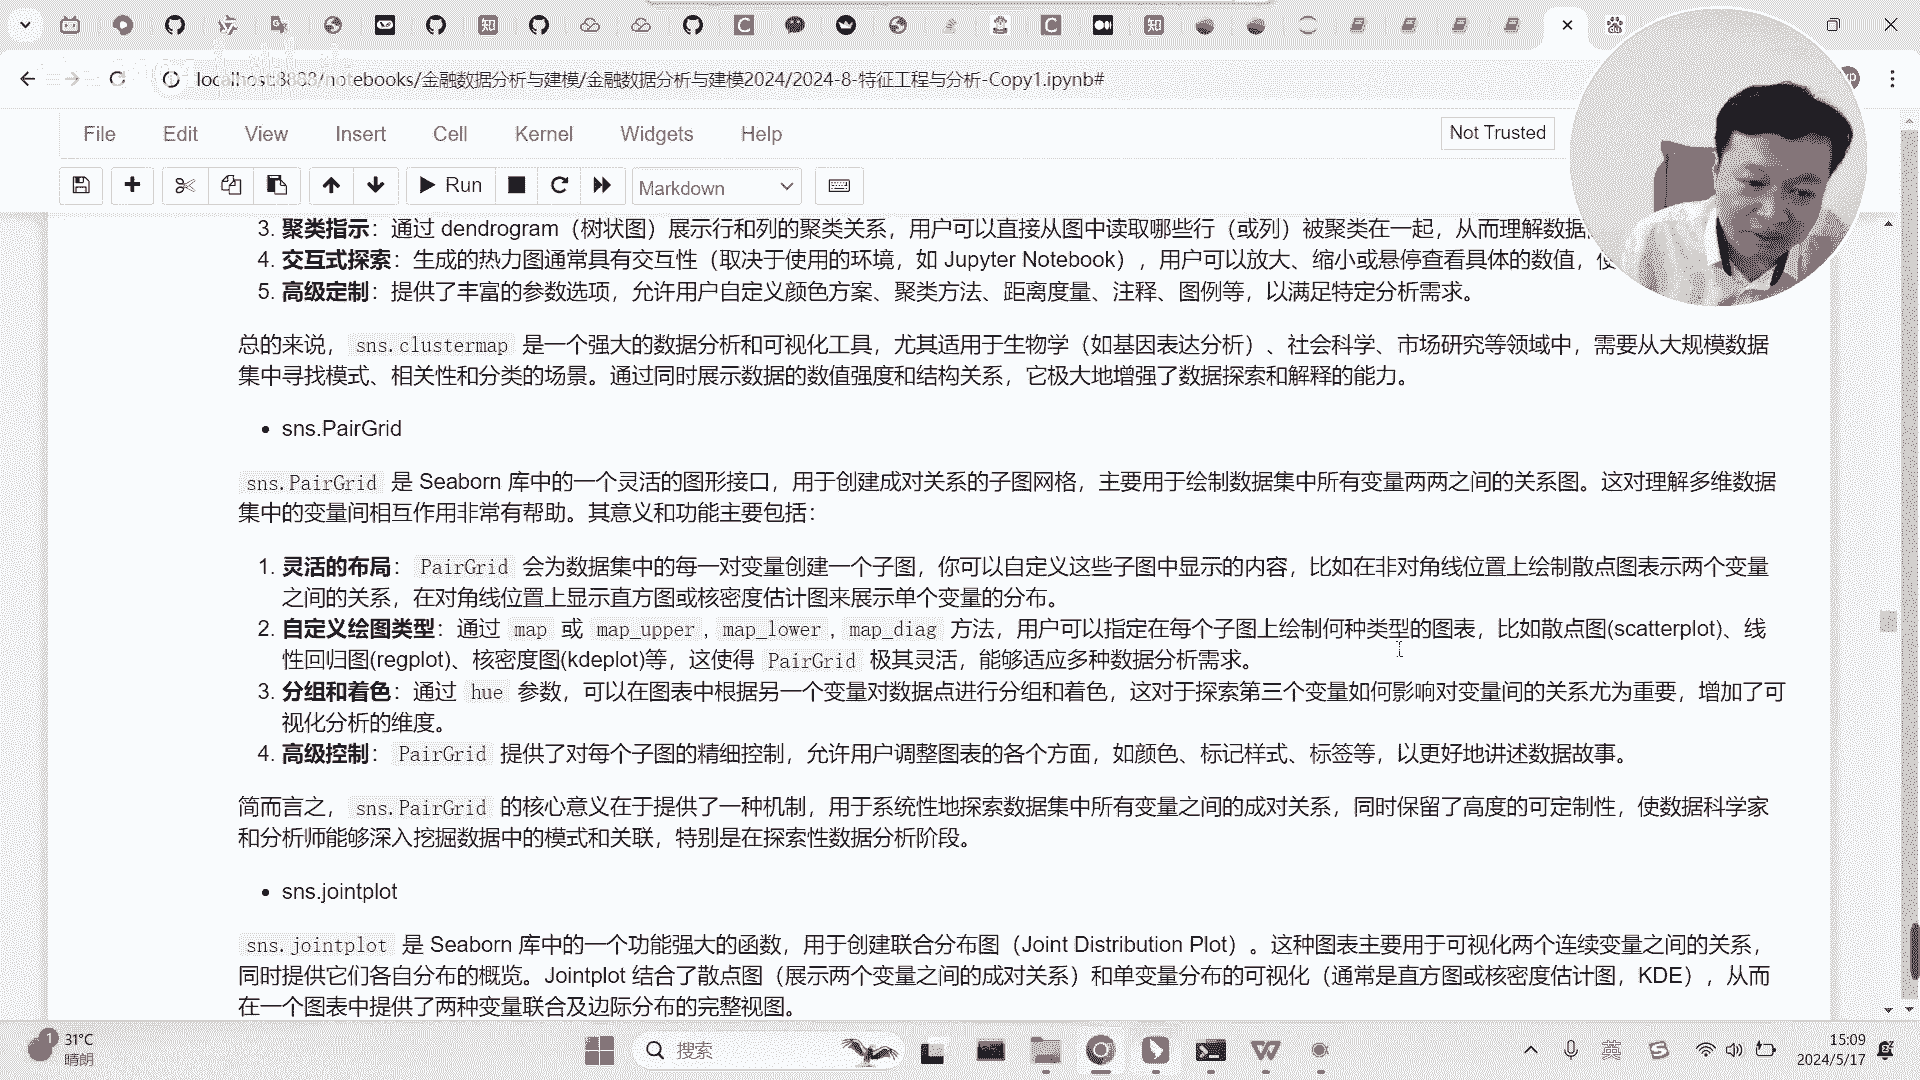 localhost:8888/notebooks/金融数据分析与建模/金融数据分析与建模2024/2024-8-特征工程与分析-Copy1.ipynb#
File Edit View Insert Cell Kernel Widgets Help
Not Trusted
Run
Markdown
3. 聚类指示：通过 dendrogram（树状图）展示行和列的聚类关系，用户可以直接从图中读取哪些行（或列）被聚类在一起，从而理解数据
4. 交互式探索：生成的热力图通常具有交互性（取决于使用的环境，如 Jupyter Notebook），用户可以放大、缩小或悬停查看具体的数值，
5. 高级定制：提供了丰富的参数选项，允许用户自定义颜色方案、聚类方法、距离度量、注释、图例等，以满足特定分析需求。
总的来说， sns.clustermap 是一个强大的数据分析和可视化工具，尤其适用于生物学（如基因表达分析）、社会科学、市场研究等领域中，需要从大规模数据
集中寻找模式、相关性和分类的场景。通过同时展示数据的数值强度和结构关系，它极大地增强了数据探索和解释的能力。
• sns.PairGrid
sns.PairGrid 是 Seaborn 库中的一个灵活的图形接口，用于创建成对关系的子图网格，主要用于绘制数据集中所有变量两两之间的关系图。这对理解多维数据
集中的变量间相互作用非常有帮助。其意义和功能主要包括：
1. 灵活的布局： PairGrid 会为数据集中的每一对变量创建一个子图，你可以自定义这些子图中显示的内容，比如在非对角线位置上绘制散点图表示两个变量
之间的关系，在对角线位置上显示直方图或核密度估计图来展示单个变量的分布。
2. 自定义绘图类型：通过 map 或 map_upper, map_lower, map_diag 方法，用户可以指定在每个子图上绘制何种类型的图表，比如散点图(scatterplot)、线
性回归图(regplot)、核密度图(kdeplot)等，这使得 PairGrid 极其灵活，能够适应多种数据分析需求。
3. 分组和着色：通过 hue 参数，可以在图表中根据另一个变量对数据点进行分组和着色，这对于探索第三个变量如何影响对变量间的关系尤为重要，增加了可
视化分析的维度。
4. 高级控制： PairGrid 提供了对每个子图的精细控制，允许用户调整图表的各个方面，如颜色、标记样式、标签等，以更好地讲述数据故事。
简而言之， sns.PairGrid 的核心意义在于提供了一种机制，用于系统性地探索数据集中所有变量之间的成对关系，同时保留了高度的可定制性，使数据科学家
和分析师能够深入挖掘数据中的模式和关联，特别是在探索性数据分析阶段。
• sns.jointplot
sns.jointplot 是 Seaborn 库中的一个功能强大的函数，用于创建联合分布图（Joint Distribution Plot）。这种图表主要用于可视化两个连续变量之间的关系，
同时提供它们各自分布的概览。Jointplot 结合了散点图（展示两个变量之间的成对关系）和单变量分布的可视化（通常是直方图或核密度估计图，KDE），从而
在一个图表中提供了两种变量联合及边际分布的完整视图。
1
31°C
晴朗
搜索
英
15:09
2024/5/17